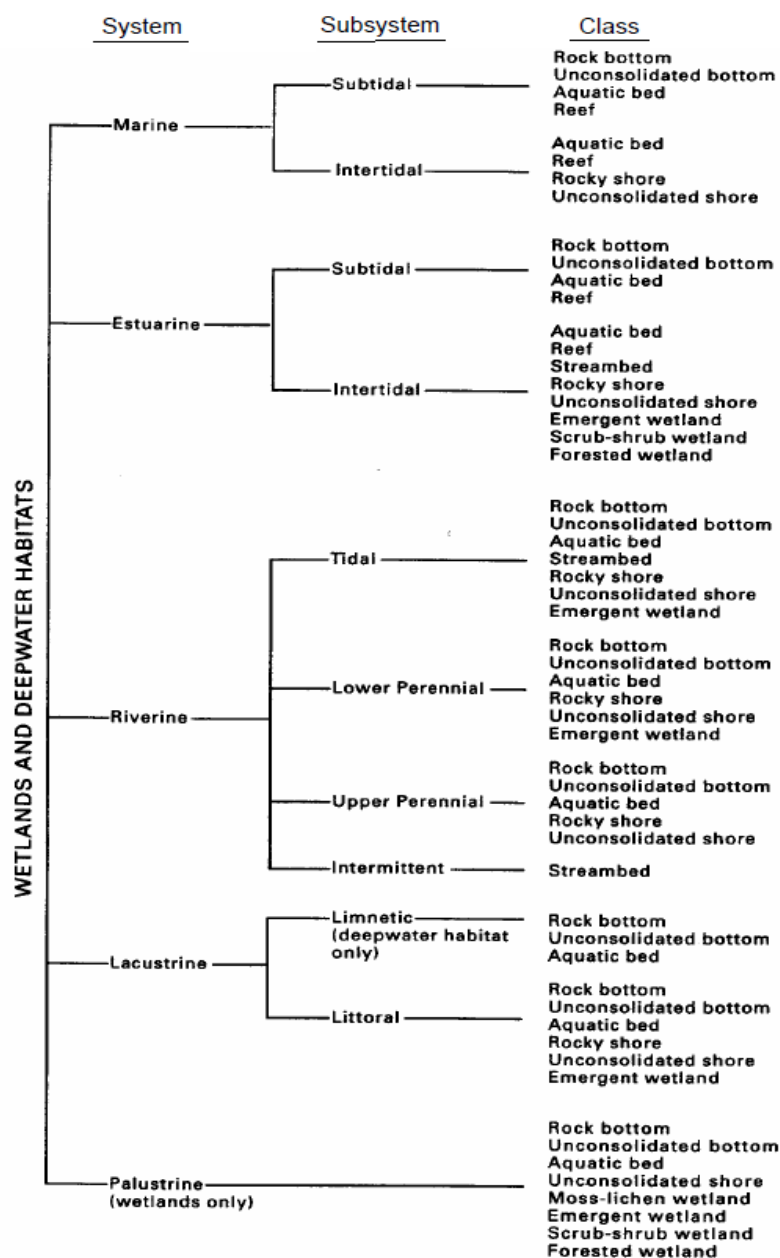 System Subsystem Class
WETLANDS AND DEEPWATER HABITATS
Marine
Subtidal
Rock bottom
Unconsolidated bottom
Aquatic bed
Reef
Intertidal
Aquatic bed
Reef
Rocky shore
Unconsolidated shore
Estuarine
Subtidal
Rock bottom
Unconsolidated bottom
Aquatic bed
Reef
Intertidal
Aquatic bed
Reef
Streambed
Rocky shore
Unconsolidated shore
Emergent wetland
Scrub-shrub wetland
Forested wetland
Riverine
Tidal
Rock bottom
Unconsolidated bottom
Aquatic bed
Streambed
Rocky shore
Unconsolidated shore
Emergent wetland
Lower Perennial
Rock bottom
Unconsolidated bottom
Aquatic bed
Rocky shore
Unconsolidated shore
Emergent wetland
Upper Perennial
Rock bottom
Unconsolidated bottom
Aquatic bed
Rocky shore
Unconsolidated shore
Intermittent
Streambed
Lacustrine
Limnetic
(deepwater habitat
only)
Rock bottom
Unconsolidated bottom
Aquatic bed
Littoral
Rock bottom
Unconsolidated bottom
Aquatic bed
Rocky shore
Unconsolidated shore
Emergent wetland
Palustrine
(wetlands only)
Rock bottom
Unconsolidated bottom
Aquatic bed
Unconsolidated shore
Moss-lichen wetland
Emergent wetland
Scrub-shrub wetland
Forested wetland